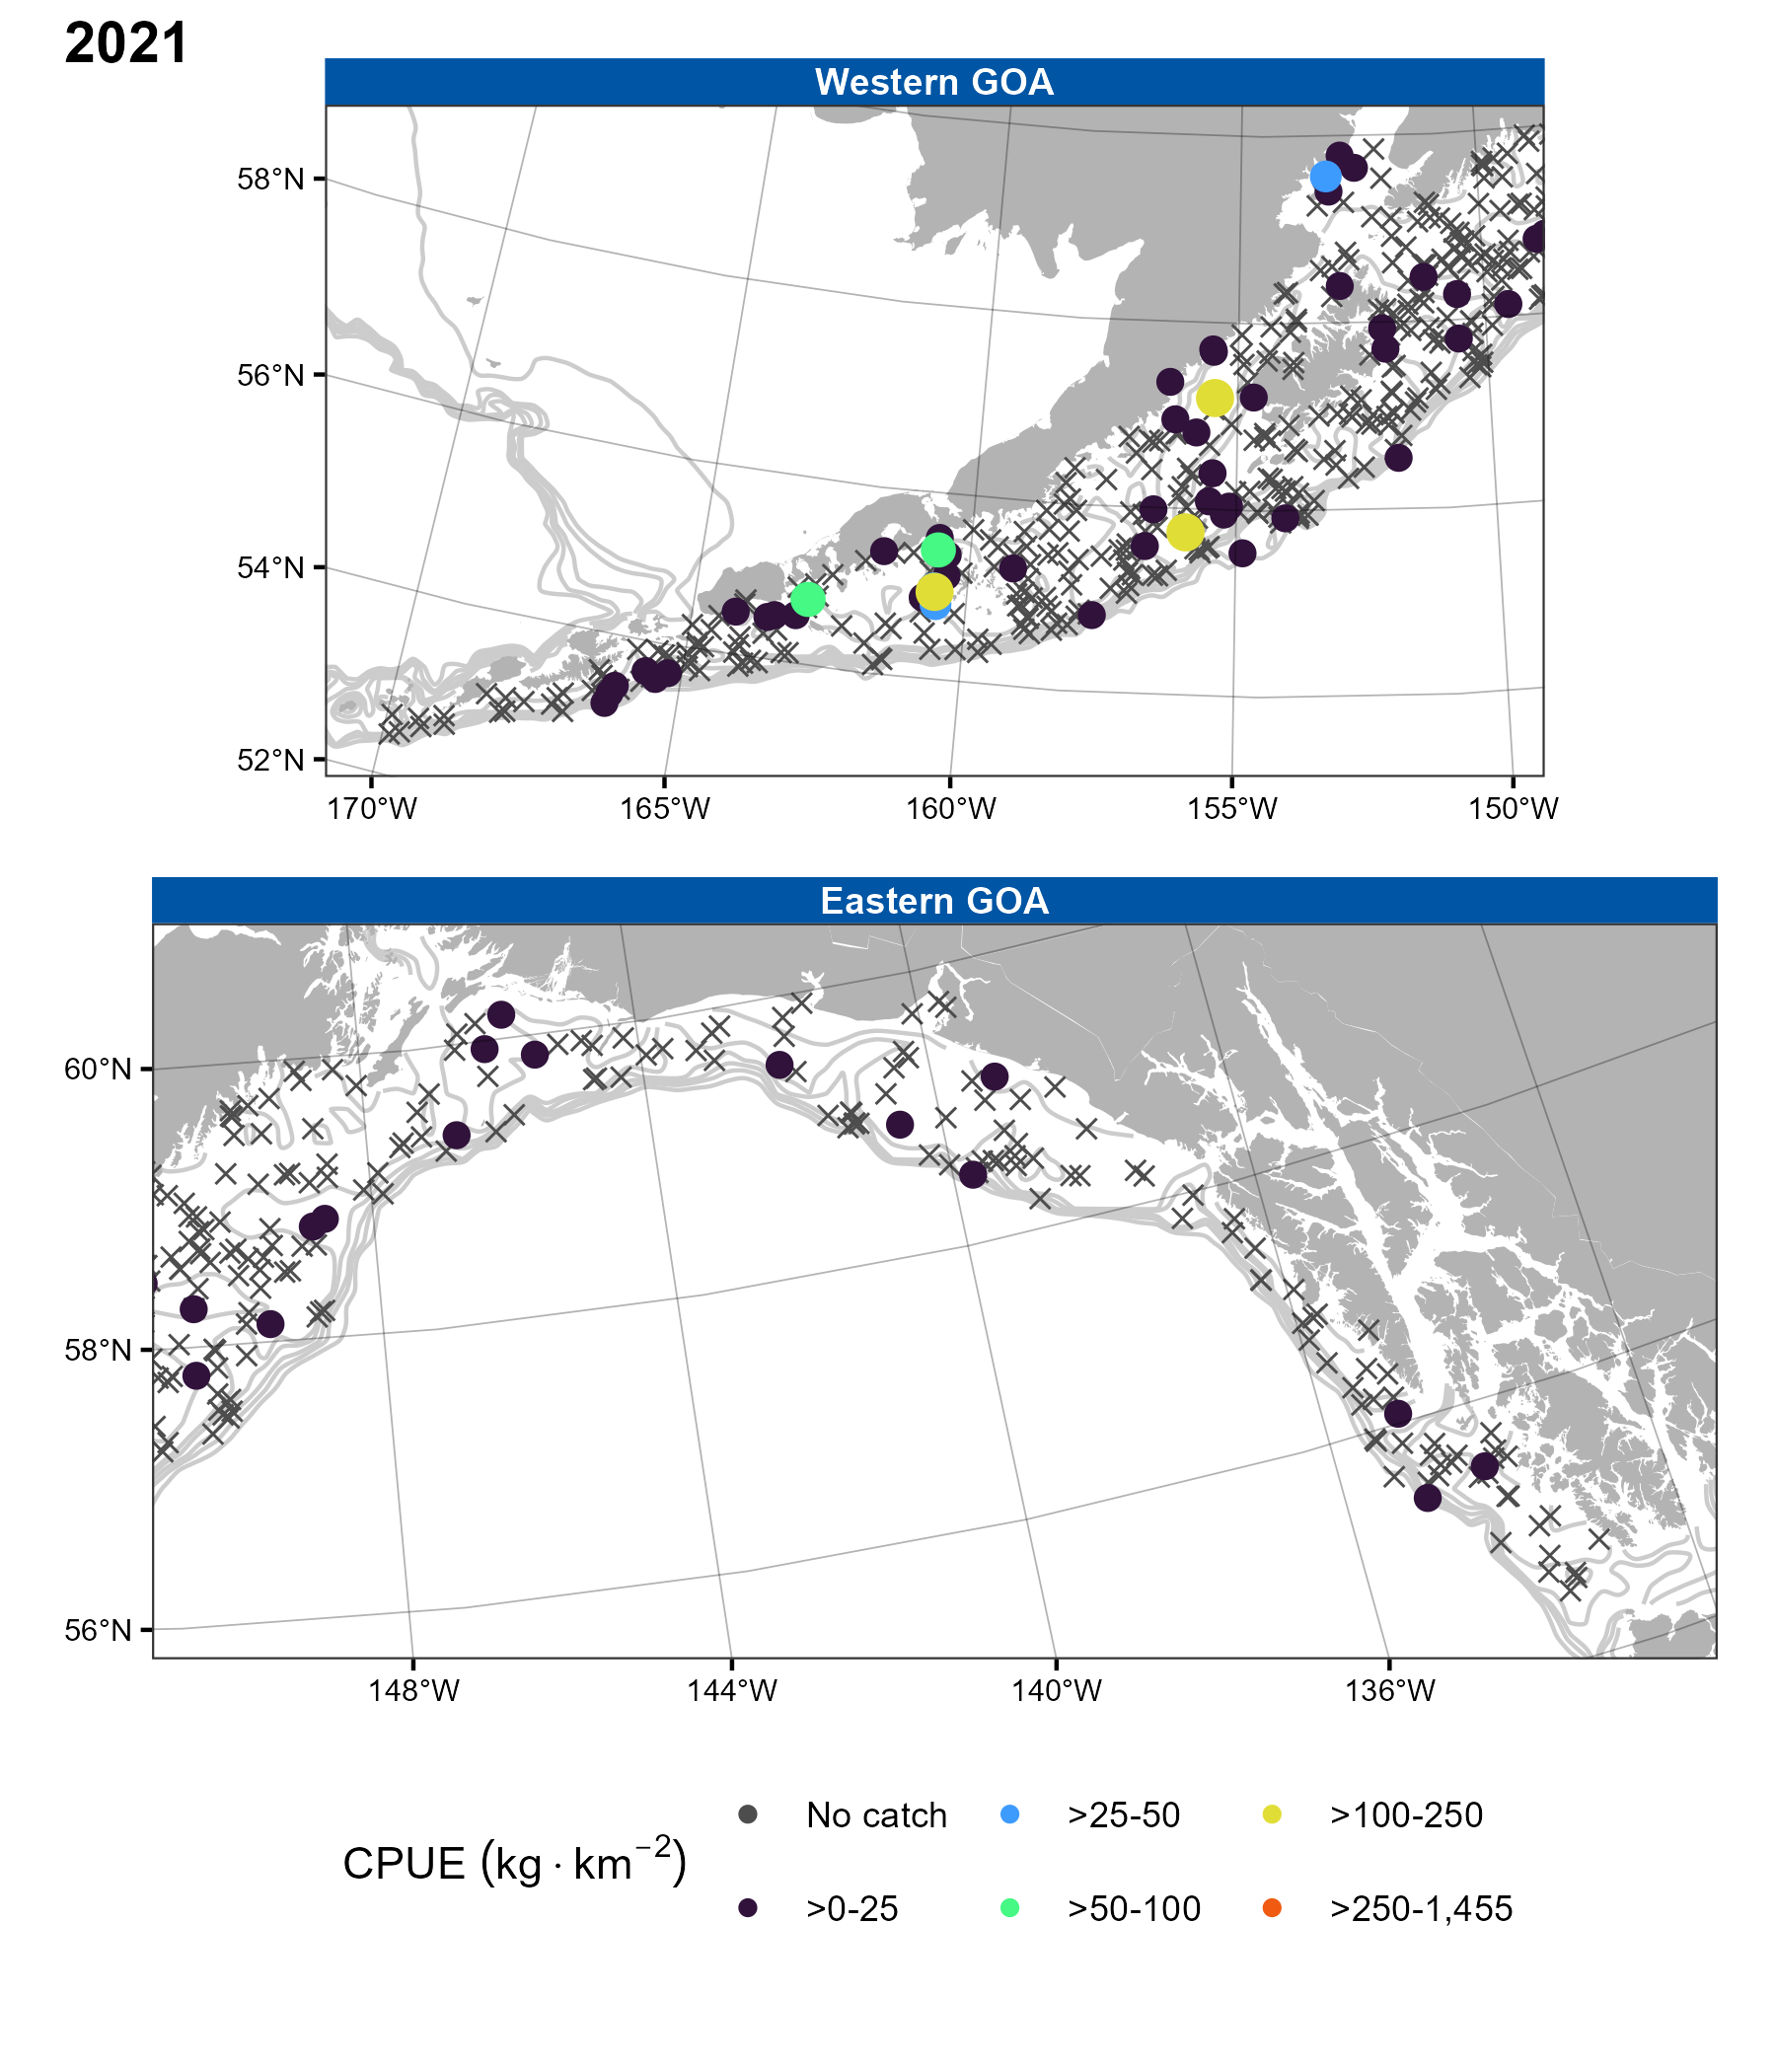 2021
Western GOA
58°N
56°N
54°N
52°N
170°W 165°W 160°W 155°W 150°W
Eastern GOA
60°N
58°N
56°N
148°W 144°W 140°W 136°W
CPUE (kg · km⁻²)
No catch >25-50 >100-250
>0-25 >50-100 >250-1,455